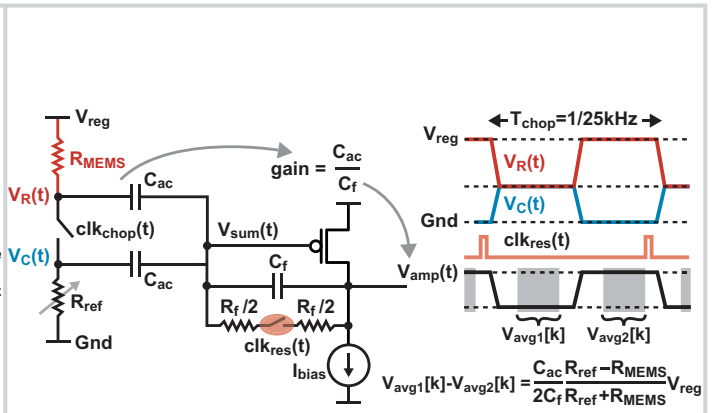 V_reg
R_MEMS
V_R(t)
C_ac
clk_chop(t)
V_C(t)
C_ac
R_ref
Gnd
gain = C_ac / C_f
V_sum(t)
C_f
R_f/2 R_f/2
clk_res(t)
I_bias
V_amp(t)
T_chop=1/25kHz
V_reg
V_R(t)
V_C(t)
Gnd
clk_res(t)
V_avg1[k] V_avg2[k]
V_avg1[k]-V_avg2[k] = C_ac/2C_f R_ref-R_MEMS/R_ref+R_MEMS V_reg